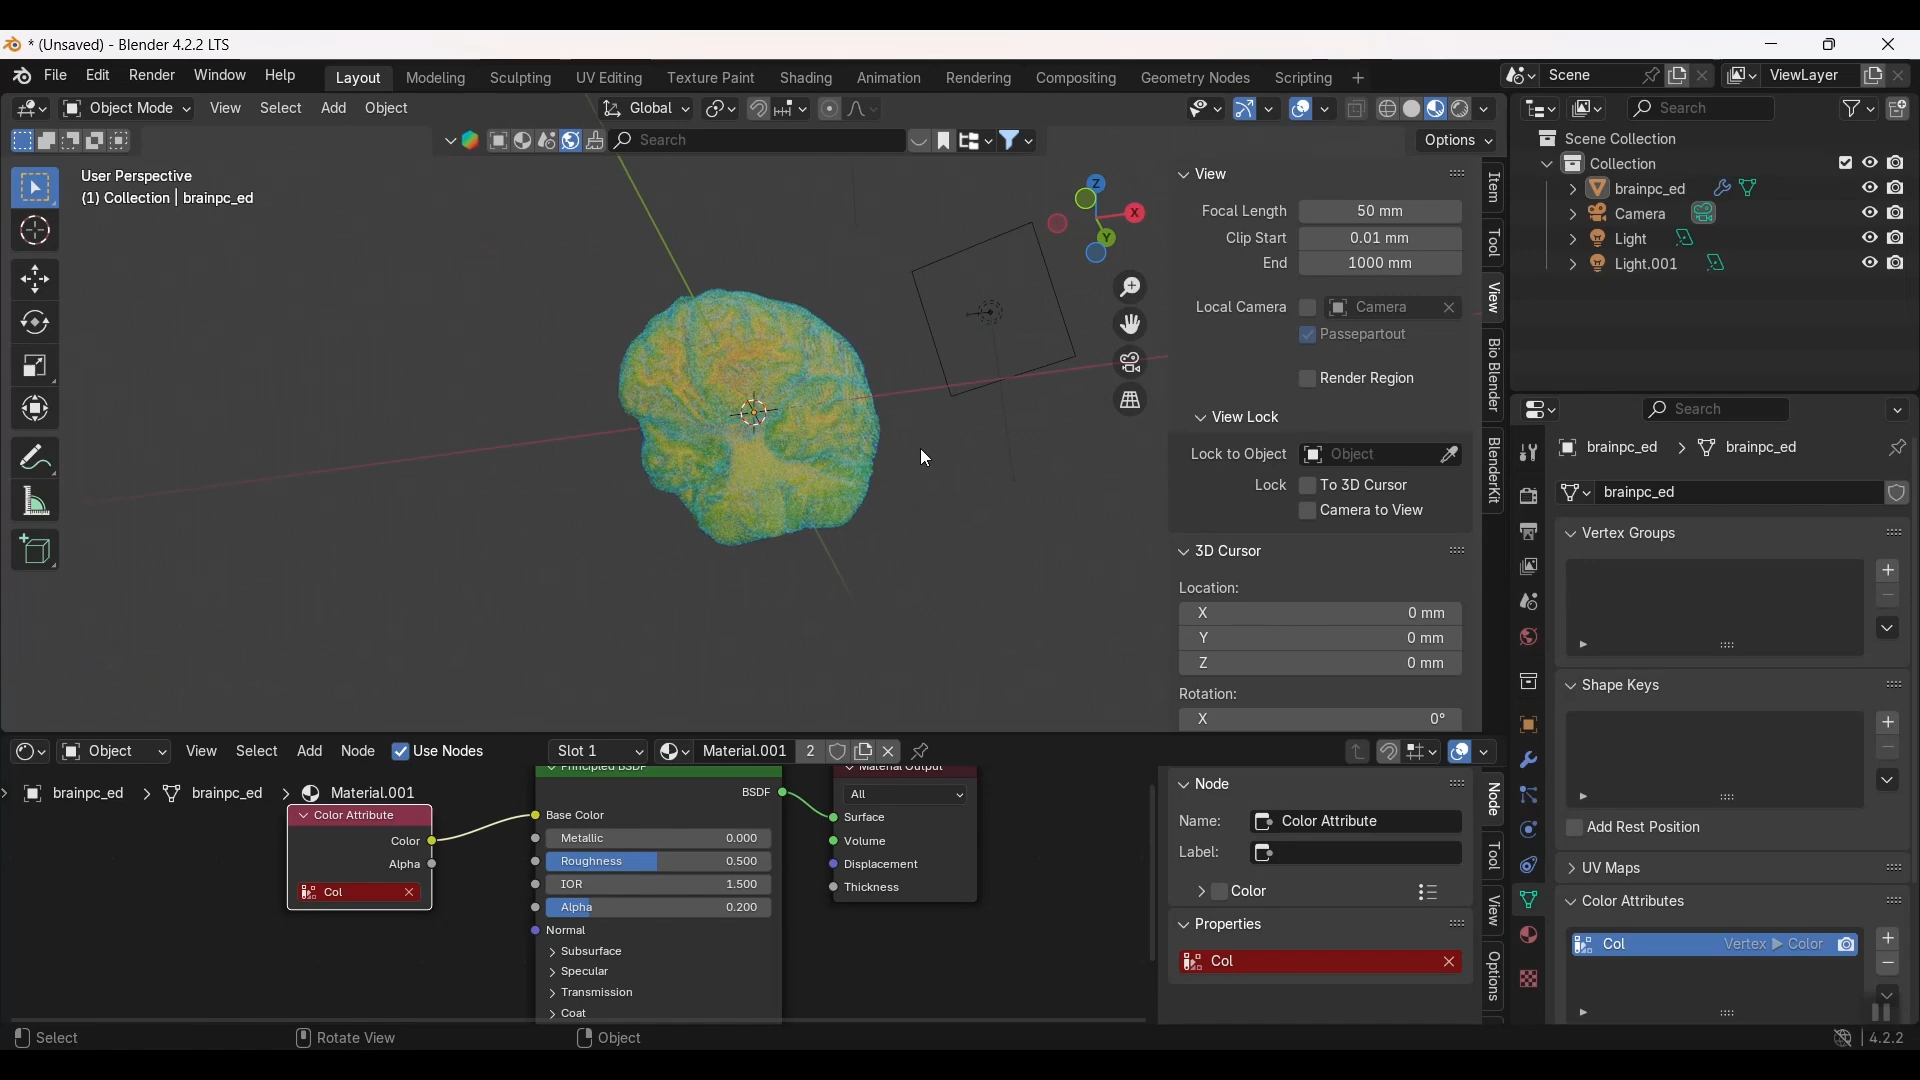 * (Unsaved) - Blender 4.2.2 LTS
File Edit Render Window Help
Layout Modeling Sculpting UV Editing Texture Paint Shading Animation Rendering Compositing Geometry Nodes Scripting +
Scene
ViewLayer
Object Mode View Select Add Object
Global
Search
Options
User Perspective
(1) Collection | brainpc_ed
Z
X
Y
View
Focal Length 50 mm
Clip Start 0.01 mm
End 1000 mm
Local Camera Camera
Passepartout
Render Region
View Lock
Lock to Object Object
Lock To 3D Cursor
Camera to View
3D Cursor
Location:
X 0 mm
Y 0 mm
Z 0 mm
Rotation:
X 0°
Item
Tool
View
Bio Blender
BlenderKit
Search
Scene Collection
Collection
brainpc_ed
Camera
Light
Light.001
Search
brainpc_ed > brainpc_ed
brainpc_ed
Vertex Groups
Shape Keys
Add Rest Position
UV Maps
Color Attributes
Col Vertex ▶ Color
Object View Select Add Node Use Nodes
Slot 1
Material.001 2
brainpc_ed > brainpc_ed > Material.001
Color Attribute
Color
Alpha
Col
Principled BSDF
BSDF
Base Color
Metallic 0.000
Roughness 0.500
IOR 1.500
Alpha 0.200
Normal
Subsurface
Specular
Transmission
Coat
Material Output
All
Surface
Volume
Displacement
Thickness
Node
Name: Color Attribute
Label:
Color
Properties
Col
Node
Tool
View
Options
Select
Rotate View
Object
4.2.2